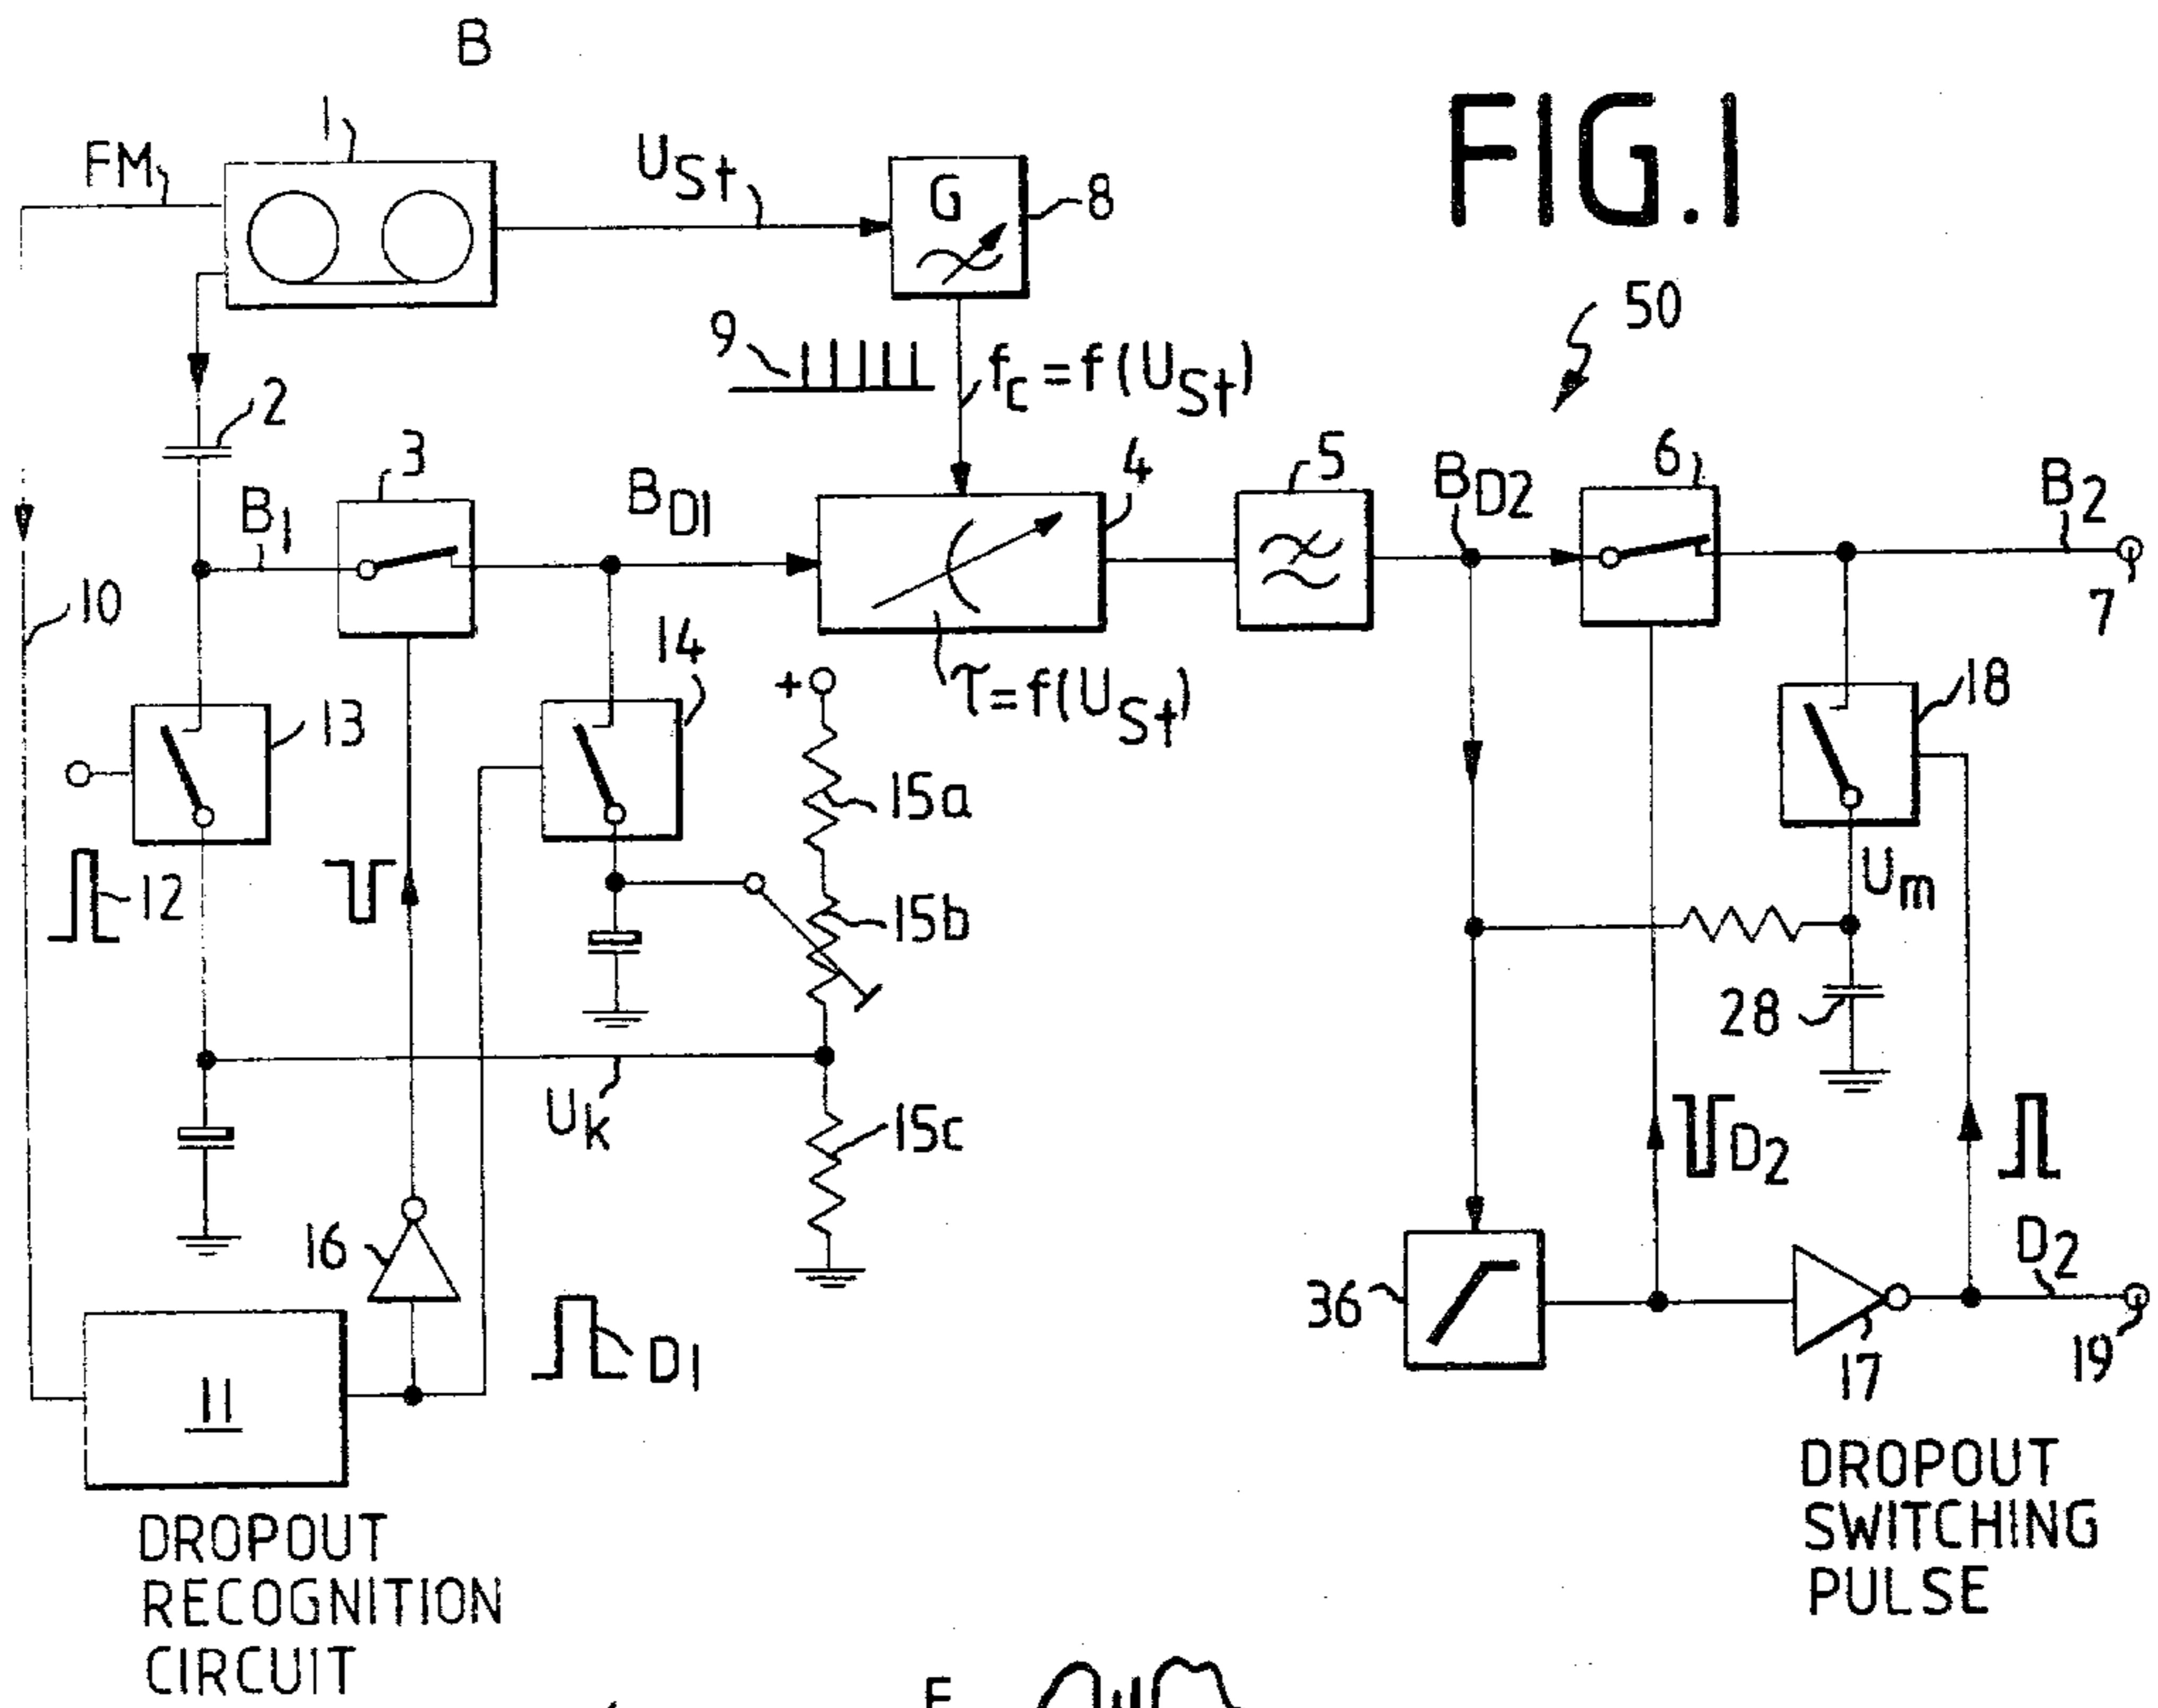 B
FIG.1
FM
1
USt
G
8
50
9
fc = f(USt)
2
3
4
5
6
B1
BD1
BD2
B2
7
10
14
τ = f(USt)
+
13
18
15a
12
15b
Um
28
Uk
15c
D2
16
D1
36
D2
17
19
11
DROPOUT
RECOGNITION
CIRCUIT
DROPOUT
SWITCHING
PULSE
F